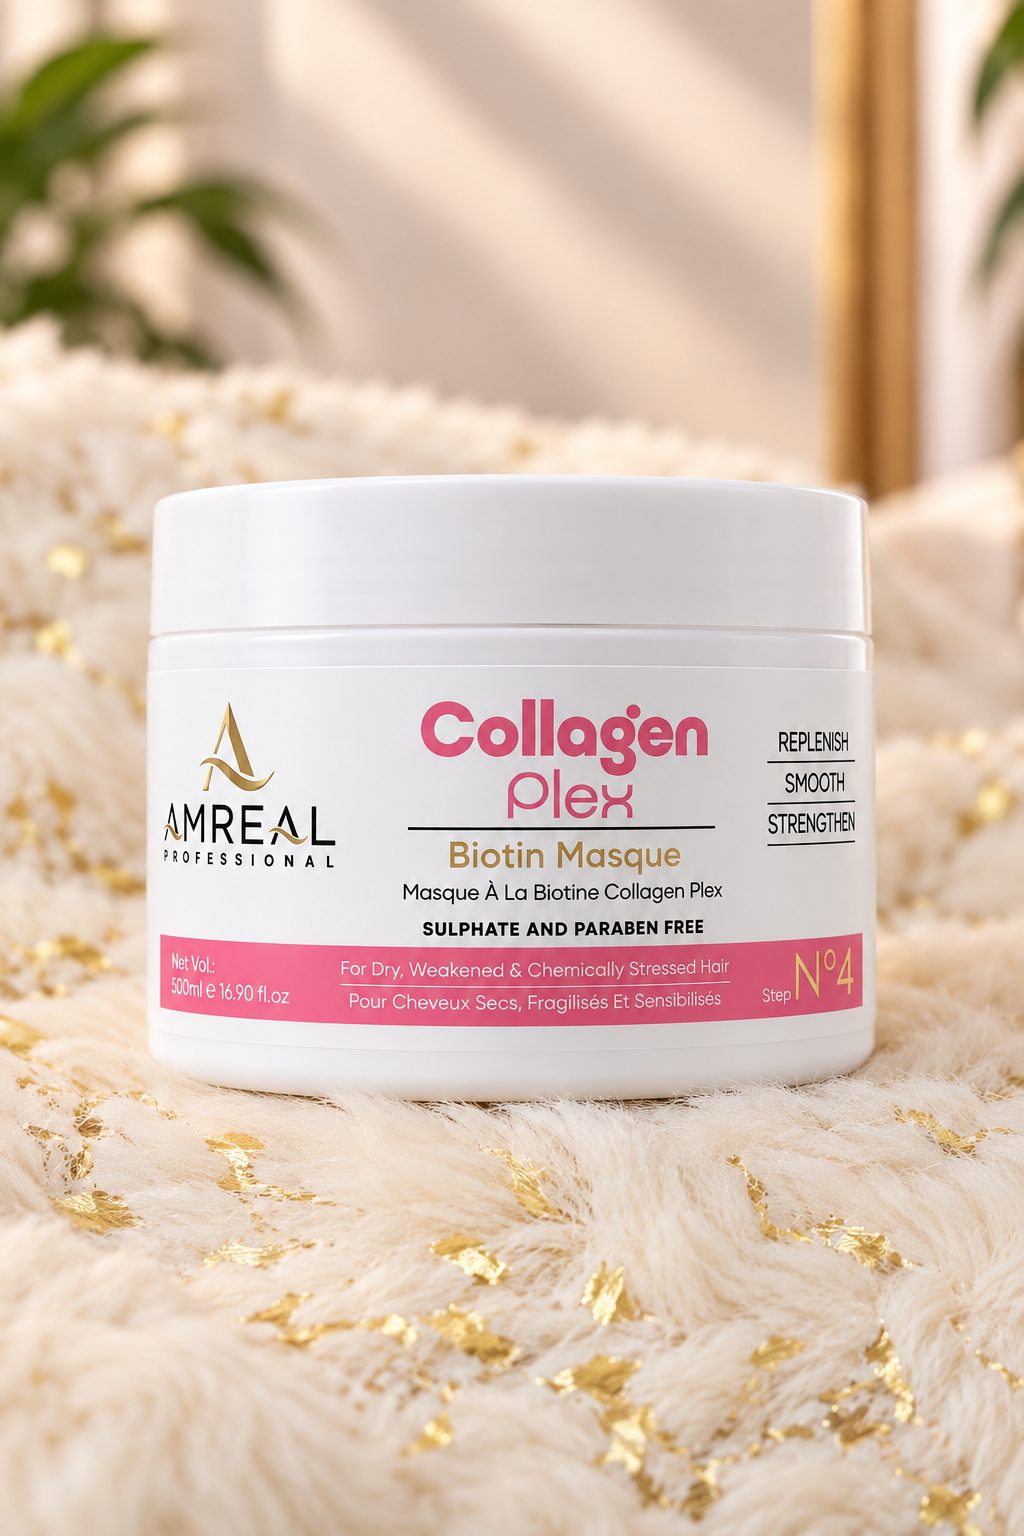 AMREAL
PROFESSIONAL
Collagen
Plex
Biotin Masque
Masque À La Biotine Collagen Plex
SULPHATE AND PARABEN FREE
REPLENISH
SMOOTH
STRENGTHEN
Net Vol.:
500ml e 16.90 fl.oz
For Dry, Weakened & Chemically Stressed Hair
Pour Cheveux Secs, Fragilisés Et Sensibilisés
Step Nº4